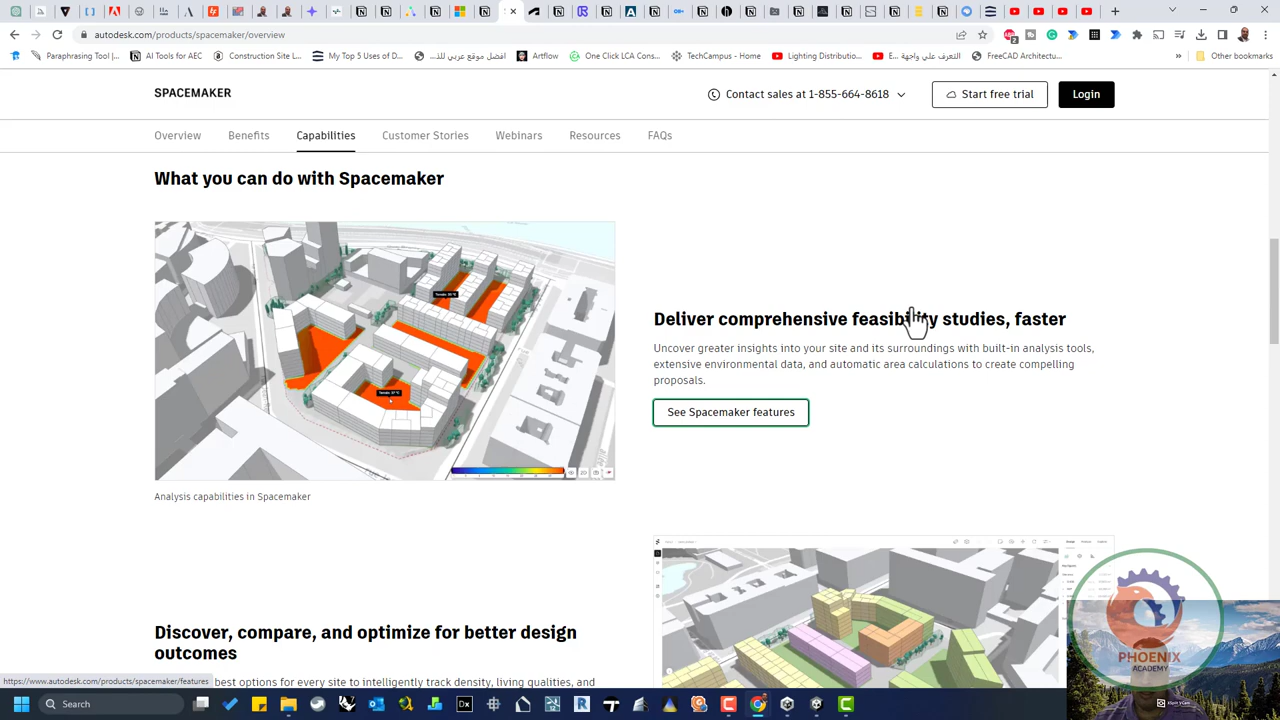 autodesk.com/products/spacemaker/overview
Paraphrasing Tool |...
AI Tools for AEC
Construction Site L...
My Top 5 Uses of D...
افضل موقع عربي لل...
Artflow
One Click LCA Cons...
TechCampus - Home
Lighting Distributio...
التعرف علي واجهة E...
FreeCAD Architectu...
Other bookmarks
SPACEMAKER
Contact sales at 1-855-664-8618
Start free trial
Login
Overview
Benefits
Capabilities
Customer Stories
Webinars
Resources
FAQs
What you can do with Spacemaker
Deliver comprehensive feasibility studies, faster
Uncover greater insights into your site and its surroundings with built-in analysis tools,
extensive environmental data, and automatic area calculations to create compelling
proposals.
See Spacemaker features
Analysis capabilities in Spacemaker
Discover, compare, and optimize for better design
outcomes
best options for every site to intelligently track density, living qualities, and
https://www.autodesk.com/products/spacemaker/features
PHOENIX
ACADEMY
Search